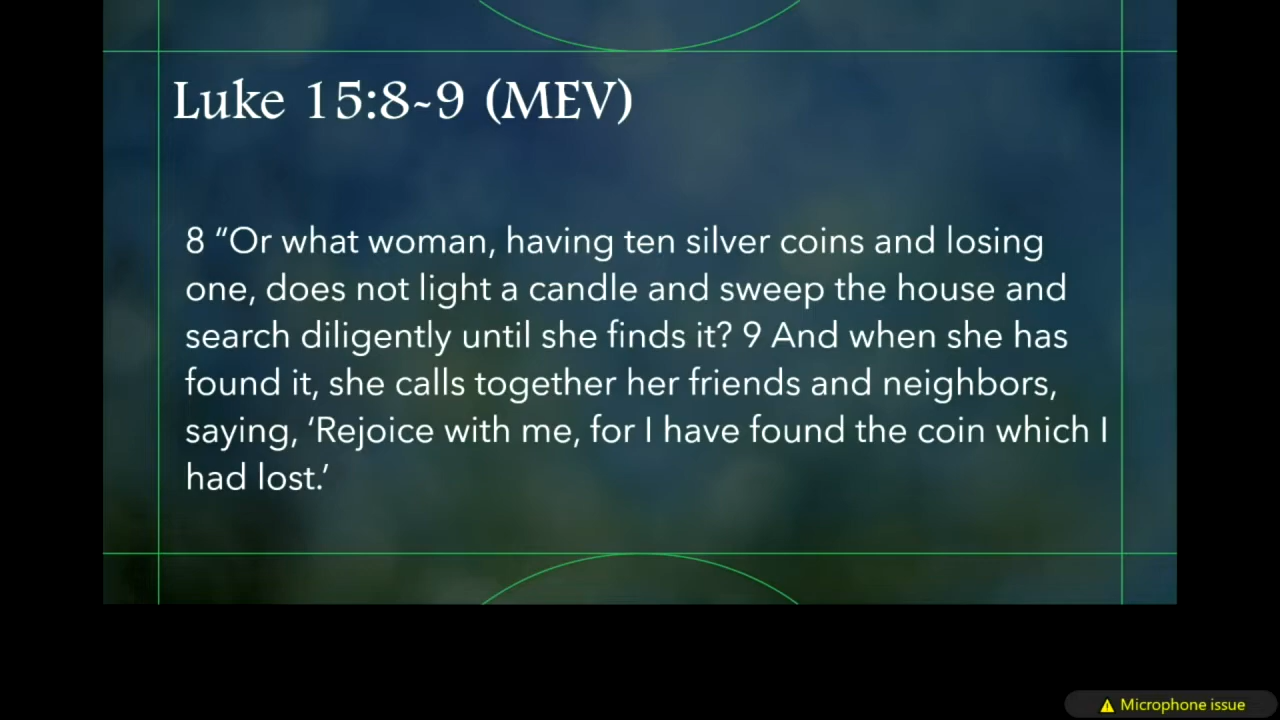 Luke 15:8-9 (MEV)
8 “Or what woman, having ten silver coins and losing
one, does not light a candle and sweep the house and
search diligently until she finds it? 9 And when she has
found it, she calls together her friends and neighbors,
saying, ‘Rejoice with me, for I have found the coin which I
had lost.’
Microphone issue